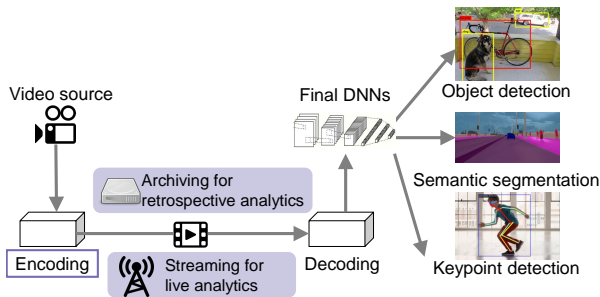 Video source
Final DNNs
Object detection
Archiving for
retrospective analytics
Semantic segmentation
Encoding
Streaming for
live analytics
Decoding
Keypoint detection